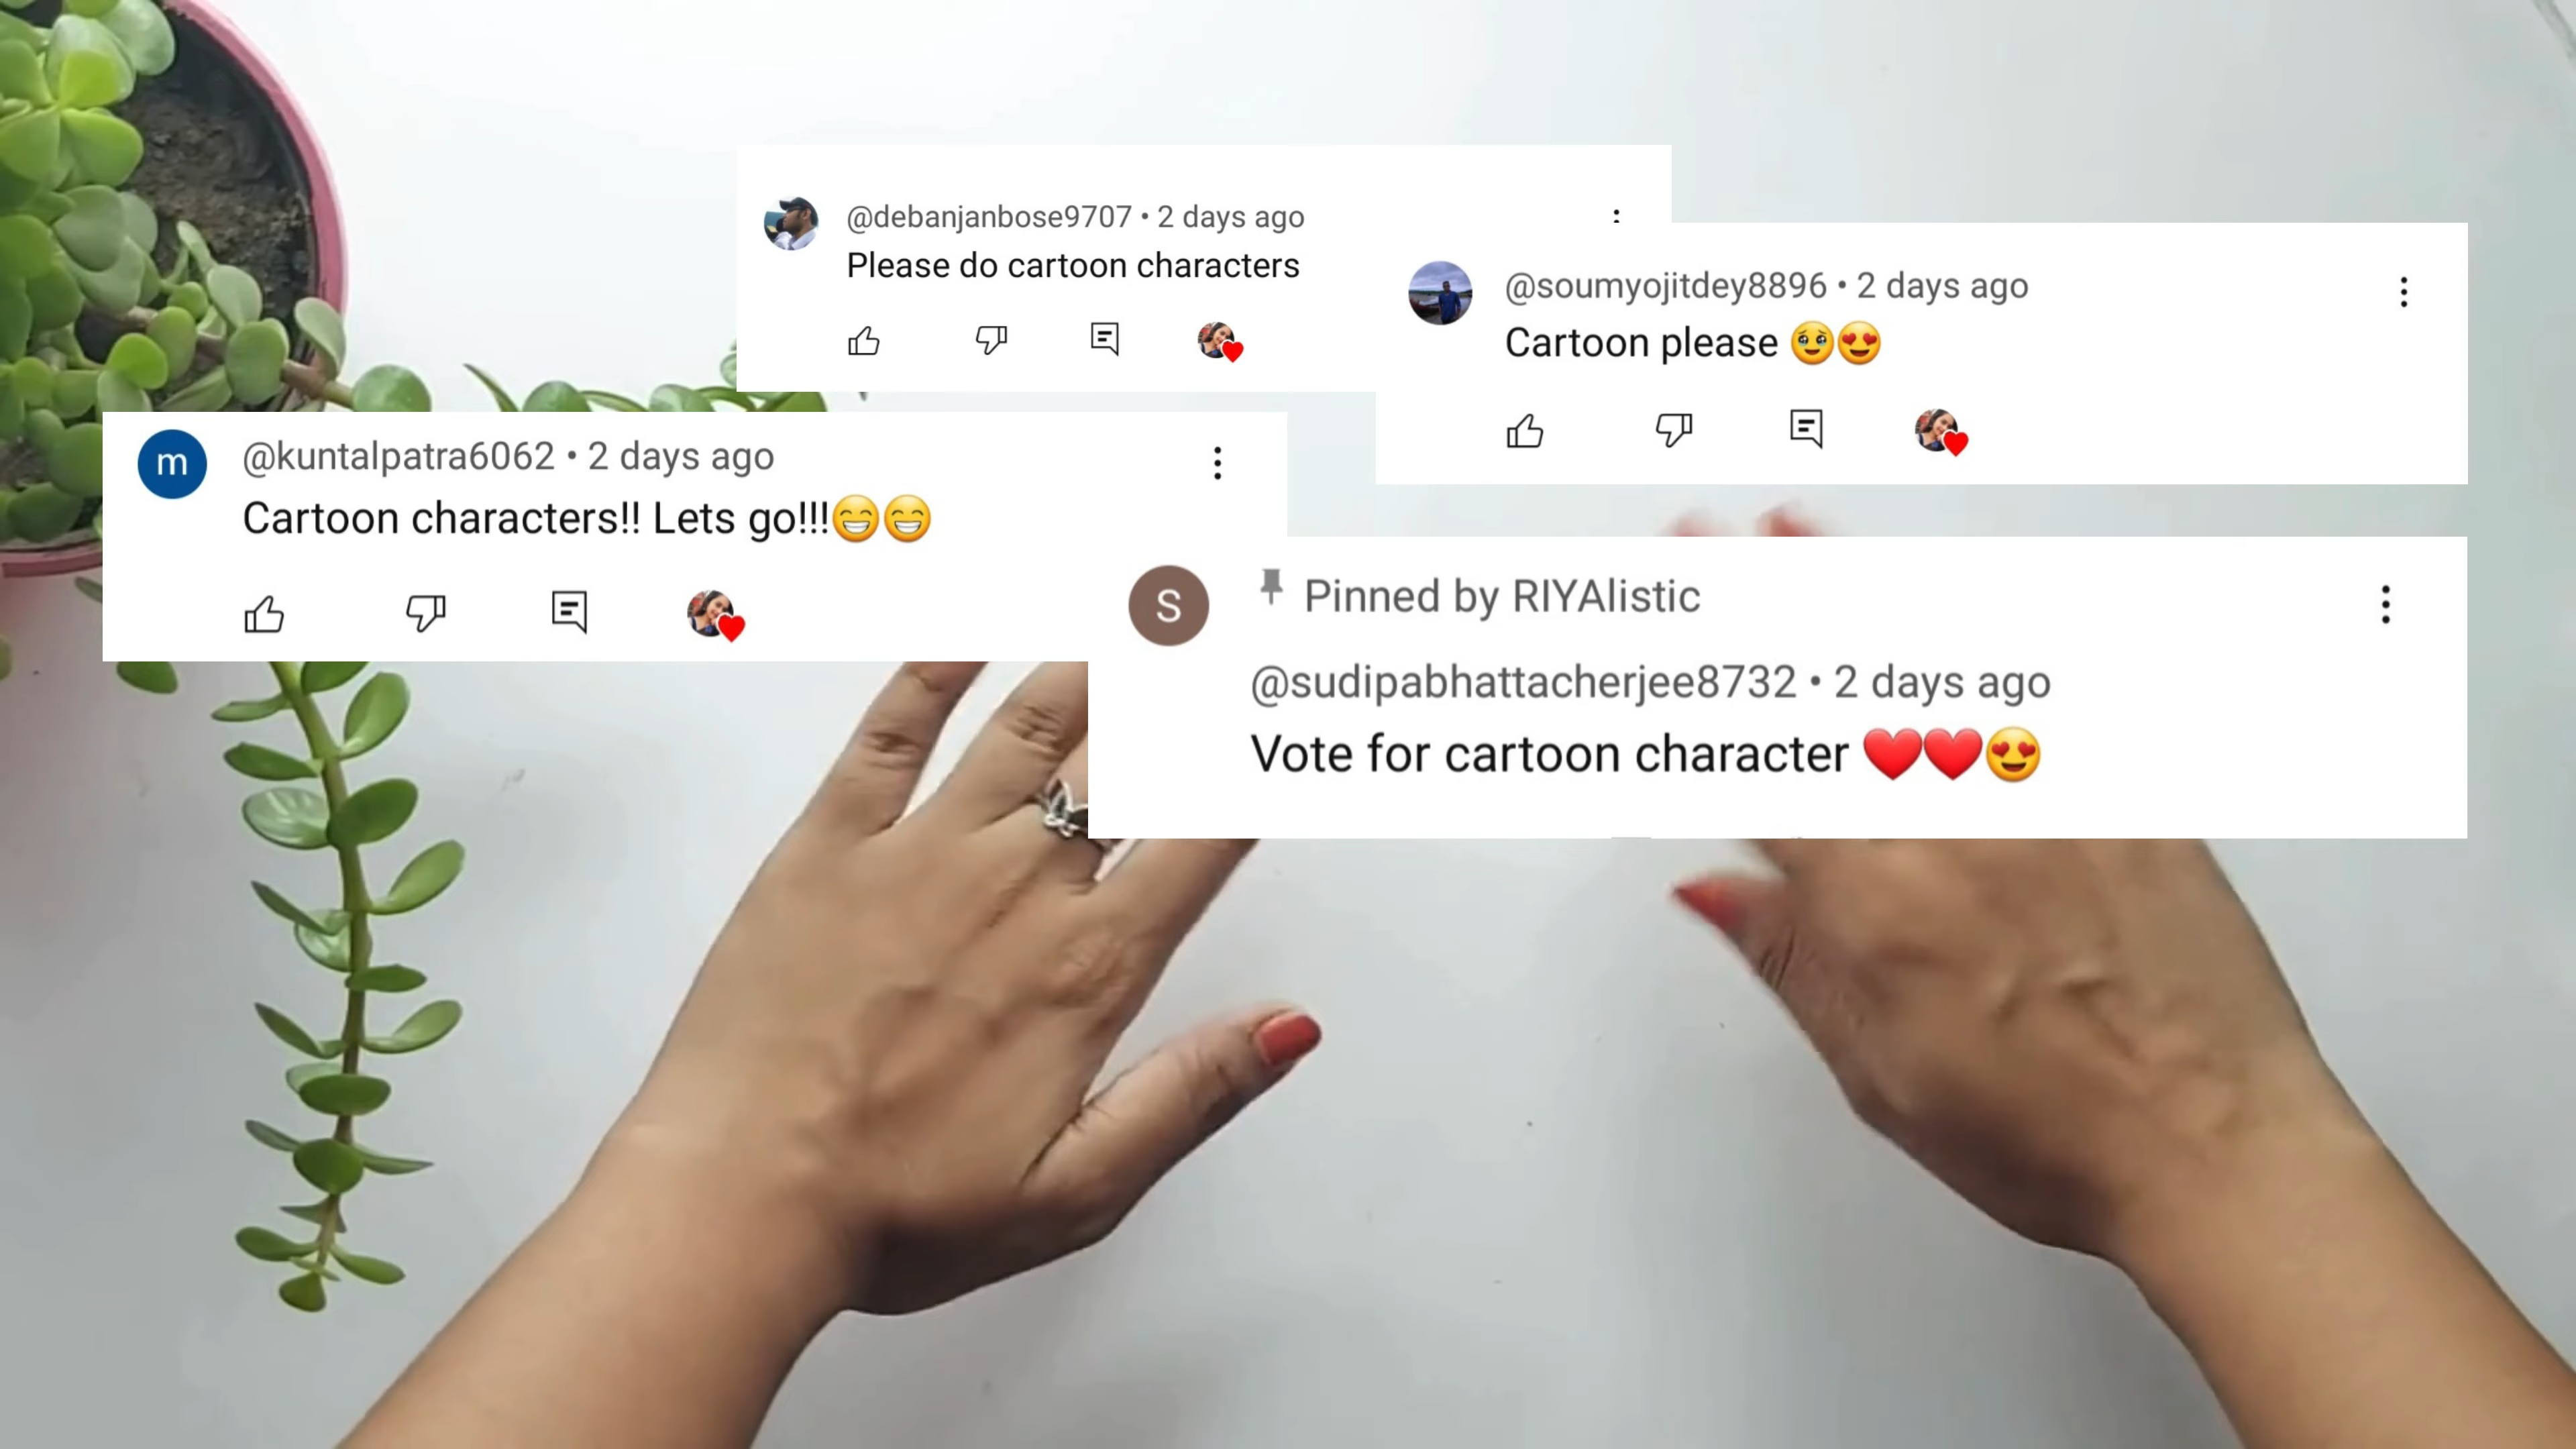 @debanjanbose9707 • 2 days ago
Please do cartoon characters
@soumyojitdey8896 • 2 days ago
Cartoon please 🥹😍
m
@kuntalpatra6062 • 2 days ago
Cartoon characters!! Lets go!!!😁😁
S
Pinned by RIYAlistic
@sudipabhattacherjee8732 • 2 days ago
Vote for cartoon character ❤️❤️😍